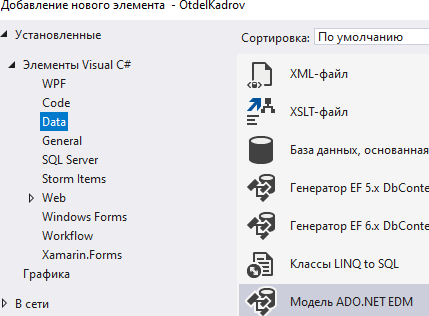 Добавление нового элемента - OtdelKadrov
Установленные
Сортировка: По умолчанию
Элементы Visual C#
WPF
Code
Data
General
SQL Server
Storm Items
Web
Windows Forms
Workflow
Xamarin.Forms
Графика
В сети
XML-файл
XSLT-файл
База данных, основанная
Генератор EF 5.x DbConte
Генератор EF 6.x DbConte
Классы LINQ to SQL
Модель ADO.NET EDM